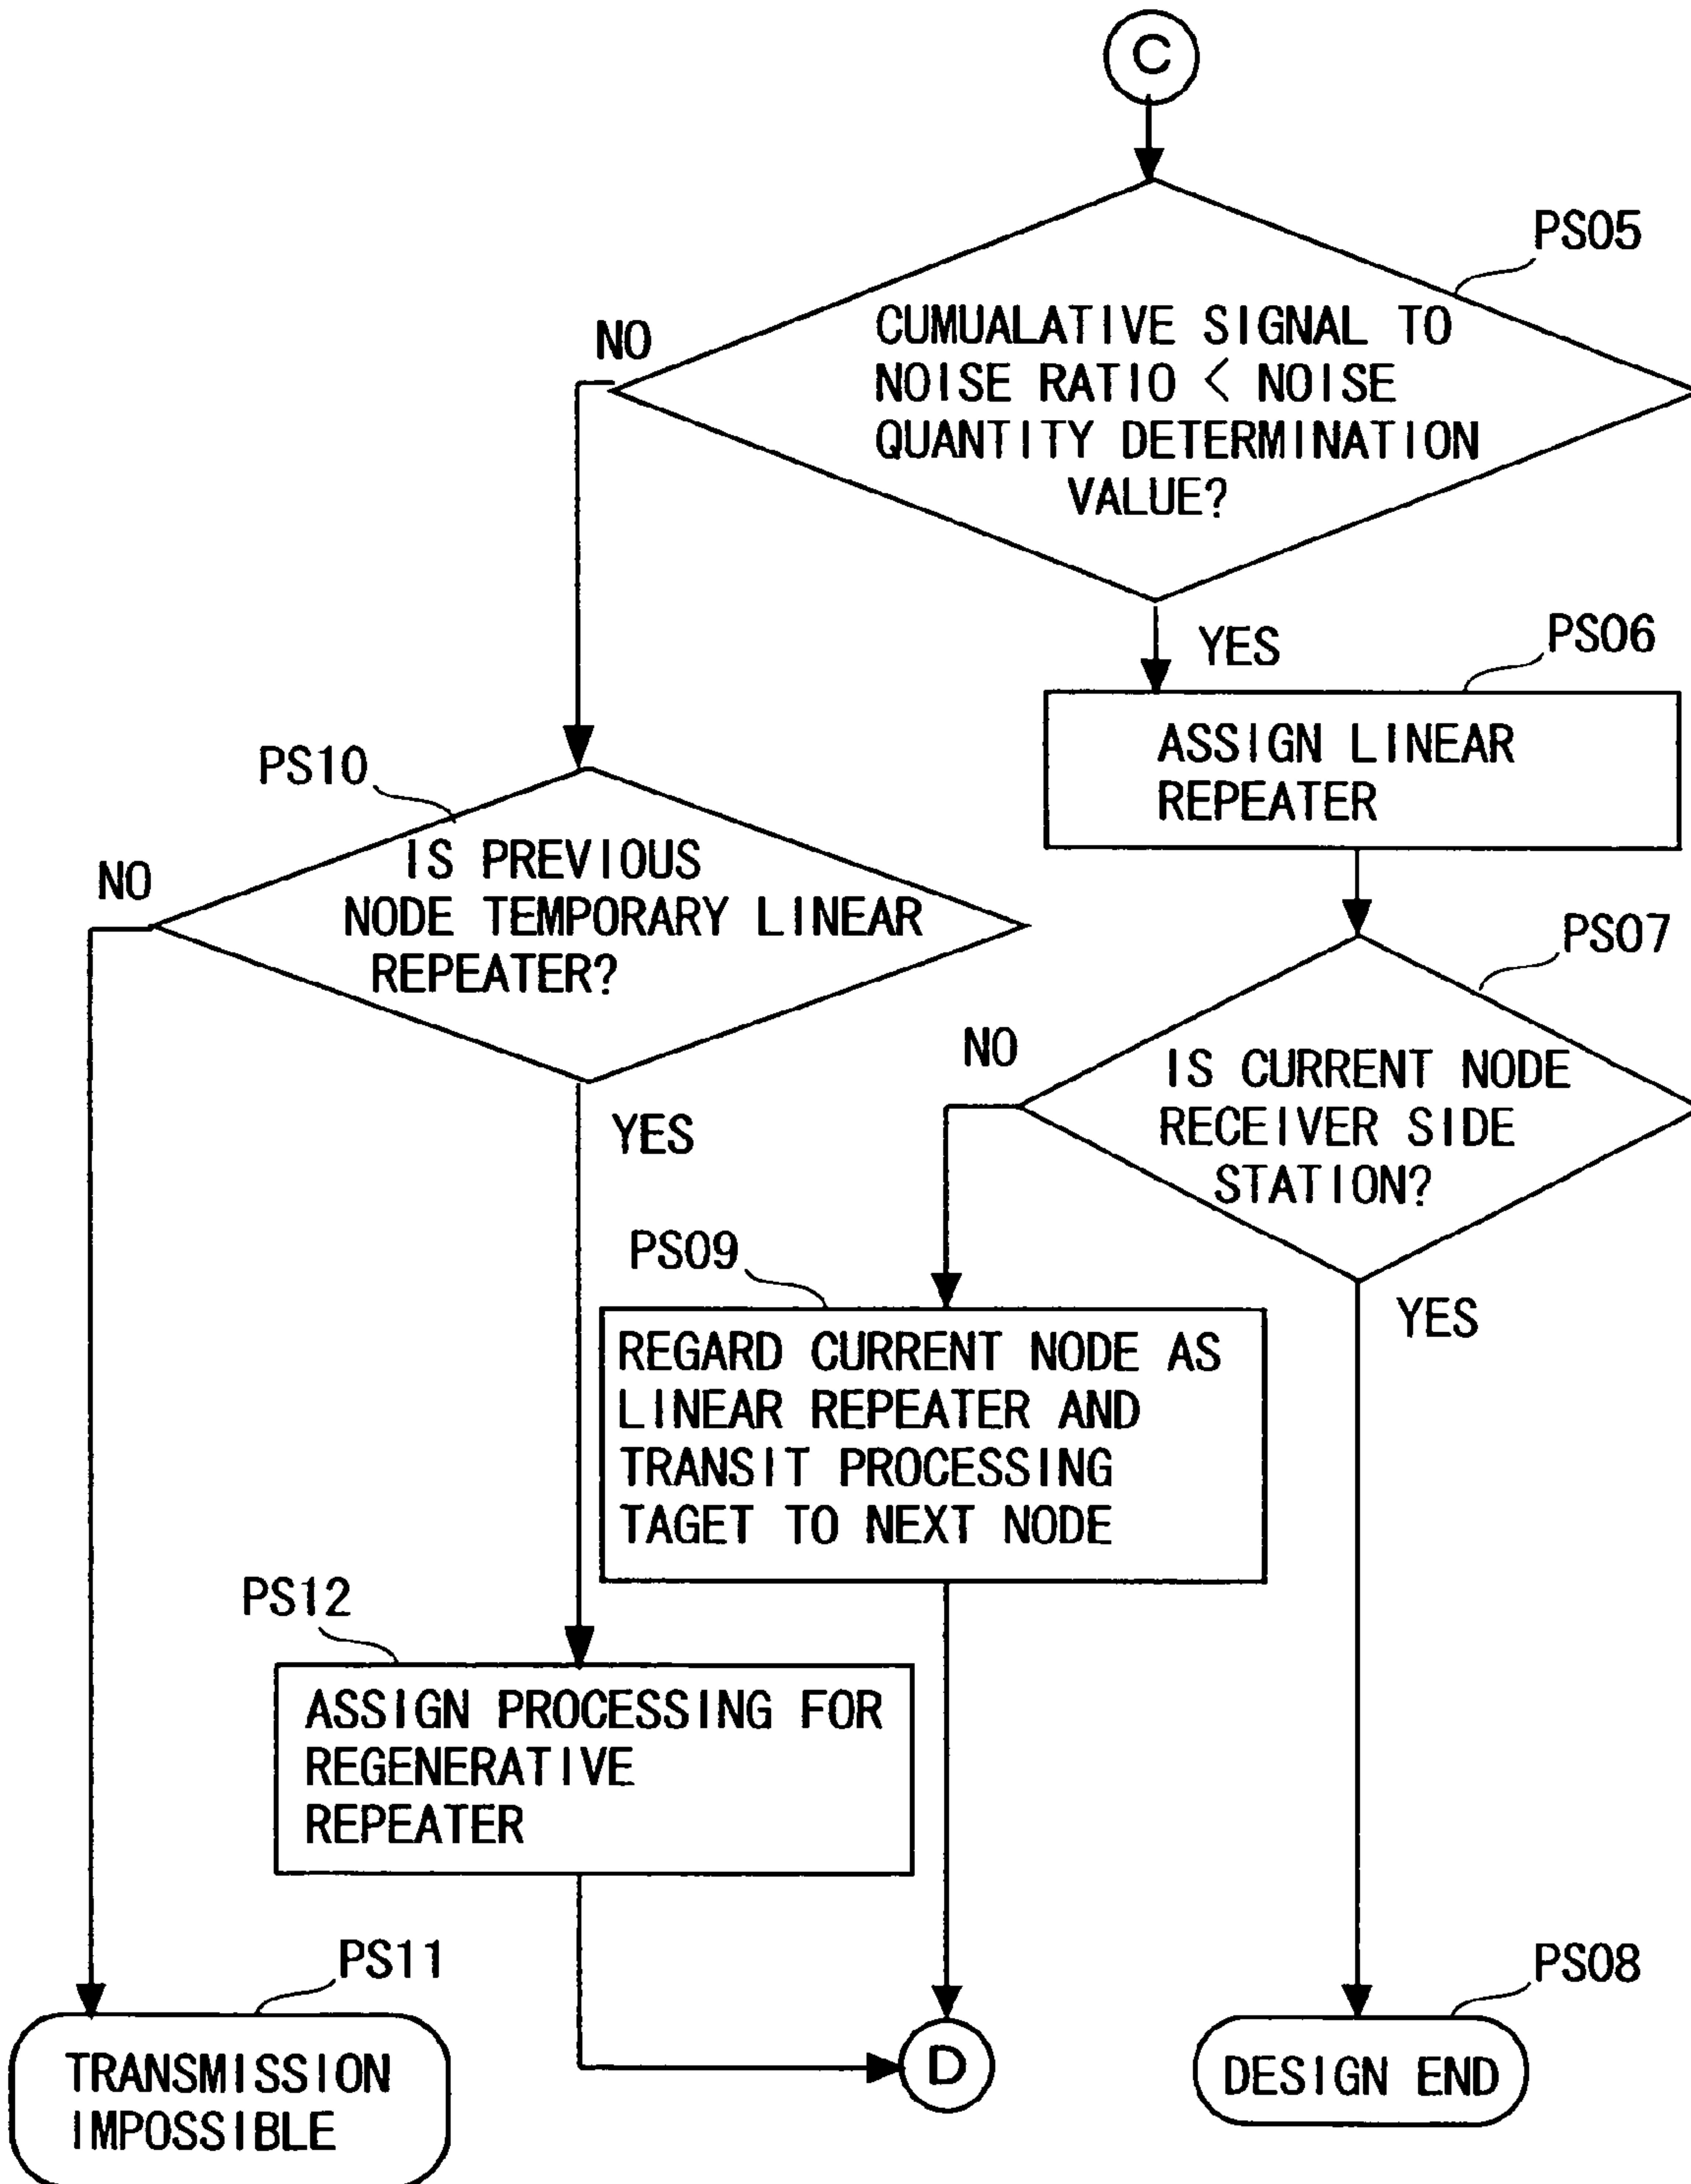 C
PS05
CUMUALATIVE SIGNAL TO
NOISE RATIO < NOISE
QUANTITY DETERMINATION
VALUE?
NO
YES
PS06
ASSIGN LINEAR
REPEATER
PS10
IS PREVIOUS
NODE TEMPORARY LINEAR
REPEATER?
NO
YES
PS07
IS CURRENT NODE
RECEIVER SIDE
STATION?
NO
YES
PS09
REGARD CURRENT NODE AS
LINEAR REPEATER AND
TRANSIT PROCESSING
TAGET TO NEXT NODE
PS12
ASSIGN PROCESSING FOR
REGENERATIVE
REPEATER
PS11
TRANSMISSION
IMPOSSIBLE
D
PS08
DESIGN END